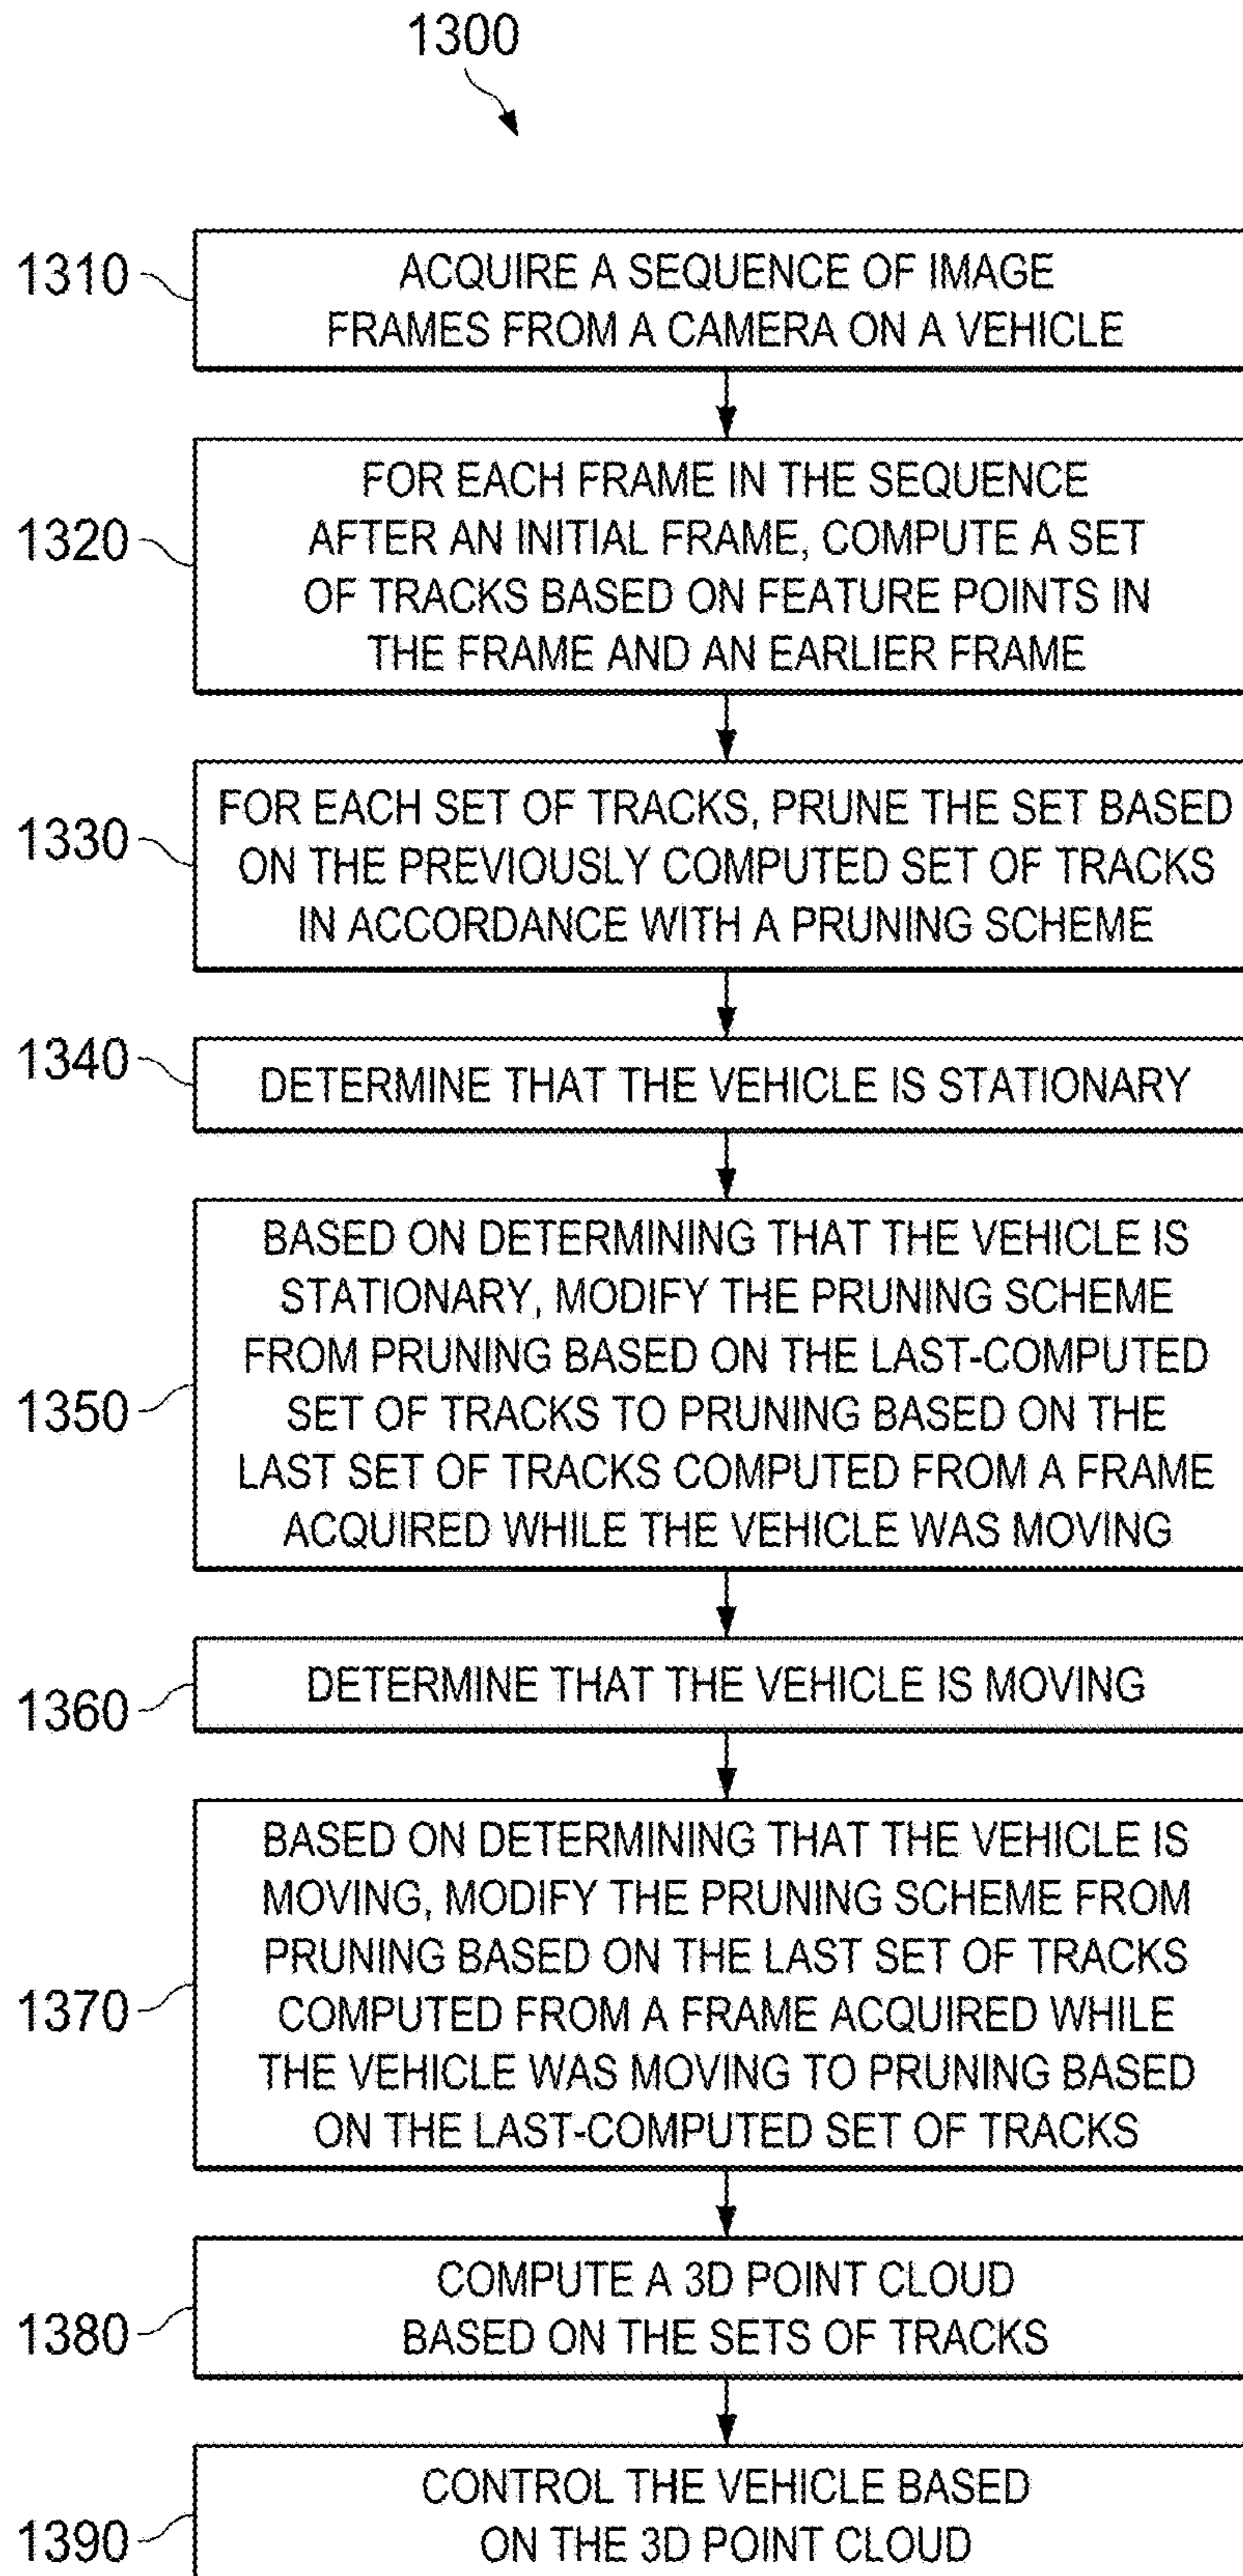 1300
1310
ACQUIRE A SEQUENCE OF IMAGE
FRAMES FROM A CAMERA ON A VEHICLE
1320
FOR EACH FRAME IN THE SEQUENCE
AFTER AN INITIAL FRAME, COMPUTE A SET
OF TRACKS BASED ON FEATURE POINTS IN
THE FRAME AND AN EARLIER FRAME
1330
FOR EACH SET OF TRACKS, PRUNE THE SET BASED
ON THE PREVIOUSLY COMPUTED SET OF TRACKS
IN ACCORDANCE WITH A PRUNING SCHEME
1340
DETERMINE THAT THE VEHICLE IS STATIONARY
1350
BASED ON DETERMINING THAT THE VEHICLE IS
STATIONARY, MODIFY THE PRUNING SCHEME
FROM PRUNING BASED ON THE LAST-COMPUTED
SET OF TRACKS TO PRUNING BASED ON THE
LAST SET OF TRACKS COMPUTED FROM A FRAME
ACQUIRED WHILE THE VEHICLE WAS MOVING
1360
DETERMINE THAT THE VEHICLE IS MOVING
1370
BASED ON DETERMINING THAT THE VEHICLE IS
MOVING, MODIFY THE PRUNING SCHEME FROM
PRUNING BASED ON THE LAST SET OF TRACKS
COMPUTED FROM A FRAME ACQUIRED WHILE
THE VEHICLE WAS MOVING TO PRUNING BASED
ON THE LAST-COMPUTED SET OF TRACKS
1380
COMPUTE A 3D POINT CLOUD
BASED ON THE SETS OF TRACKS
1390
CONTROL THE VEHICLE BASED
ON THE 3D POINT CLOUD